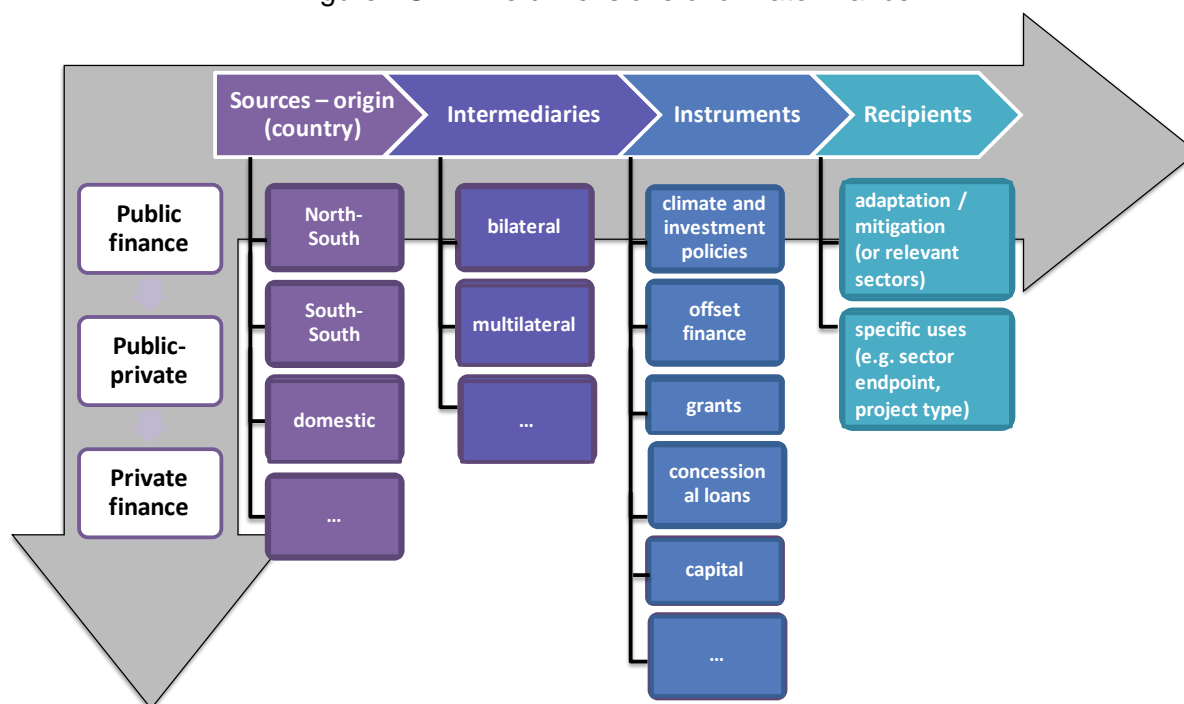 Sources – origin
(country)
Intermediaries
Instruments
Recipients
Public
finance
Public-
private
Private
finance
North-
South
South-
South
domestic
...
bilateral
multilateral
...
climate and
investment
policies
offset
finance
grants
concession
al loans
capital
...
adaptation /
mitigation
(or relevant
sectors)
specific uses
(e.g. sector
endpoint,
project type)